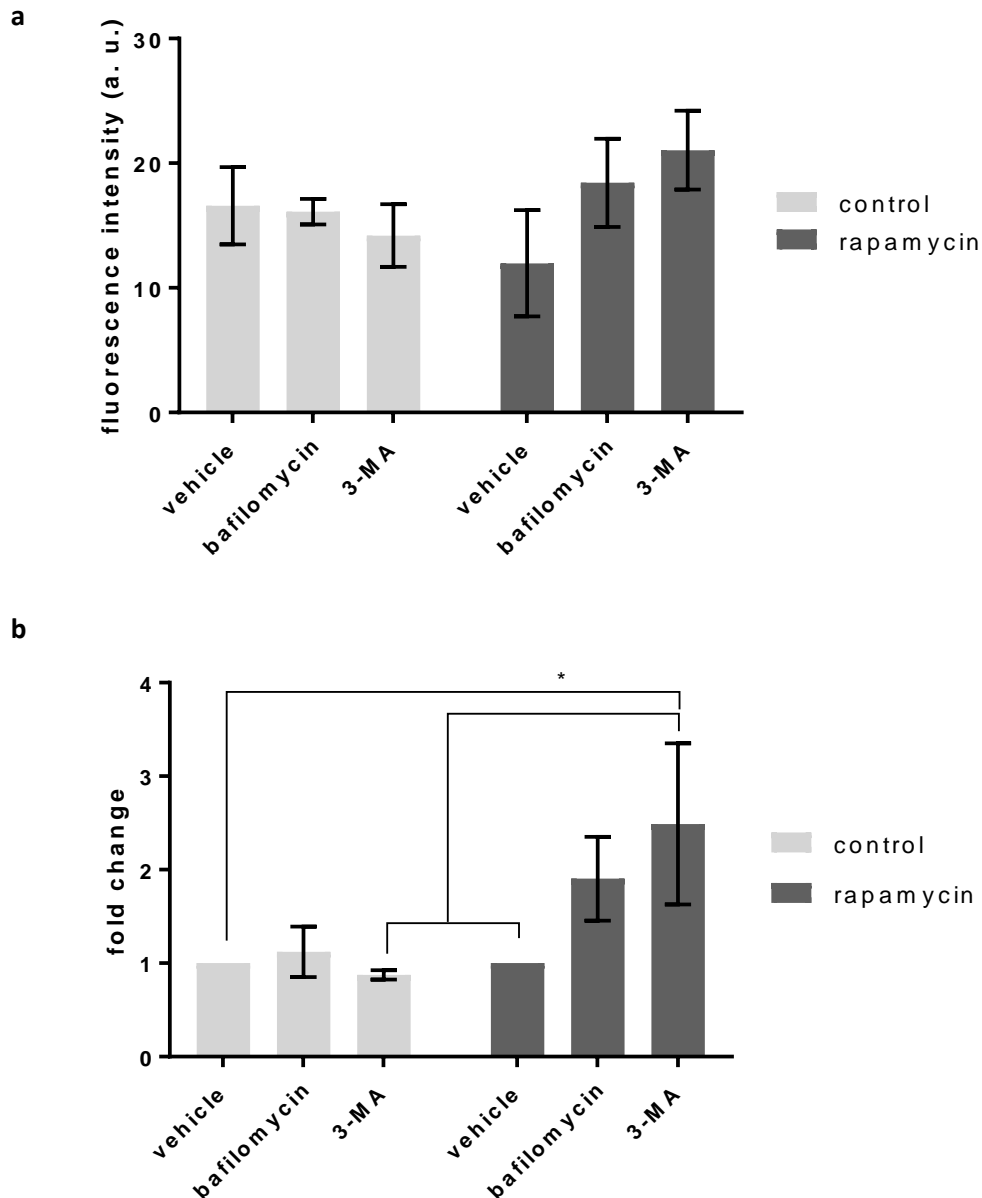 a
fluorescence intensity (a. u.)
30
20
10
0
vehicle
bafilomycin
3-MA
vehicle
bafilomycin
3-MA
control
rapamycin
b
fold change
4
3
2
1
0
*
vehicle
bafilomycin
3-MA
vehicle
bafilomycin
3-MA
control
rapamycin